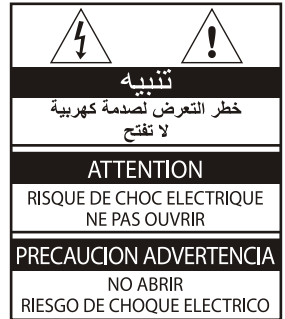 تنبيه
خطر التعرض لصدمة كهربية
لا تفتح
ATTENTION
RISQUE DE CHOC ELECTRIQUE
NE PAS OUVRIR
PRECAUCION ADVERTENCIA
NO ABRIR
RIESGO DE CHOQUE ELECTRICO